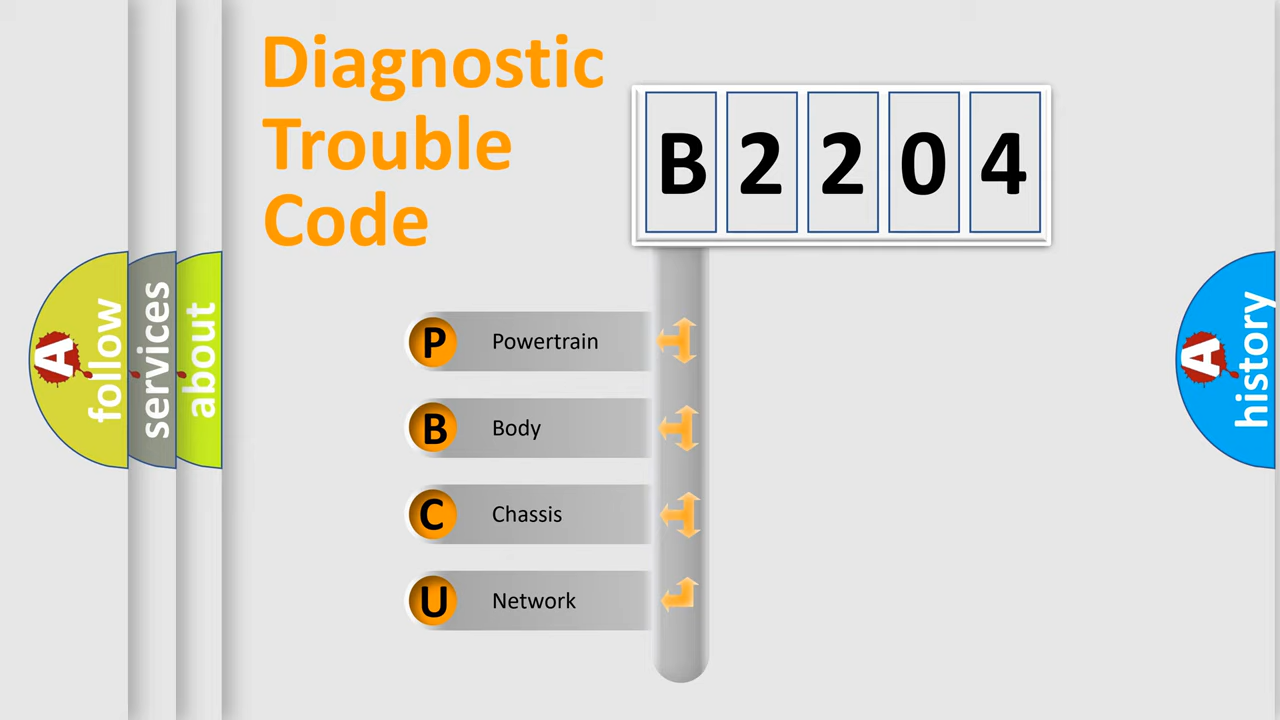 Diagnostic
Trouble
Code
B 2 2 0 4
P Powertrain
B Body
C Chassis
U Network
A follow
services
about
A history